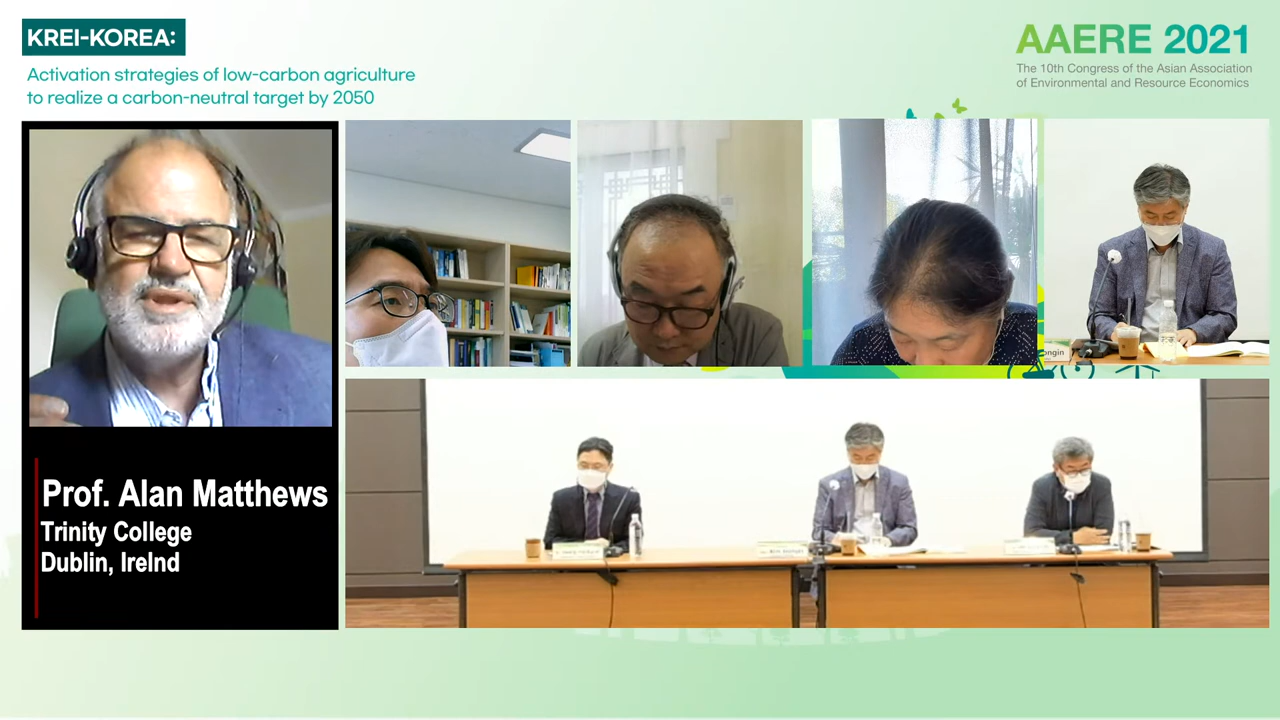 KREI-KOREA:
Activation strategies of low-carbon agriculture
to realize a carbon-neutral target by 2050
AAERE 2021
The 10th Congress of the Asian Association
of Environmental and Resource Economics
Prof. Alan Matthews
Trinity College
Dublin, Irelnd
ongin